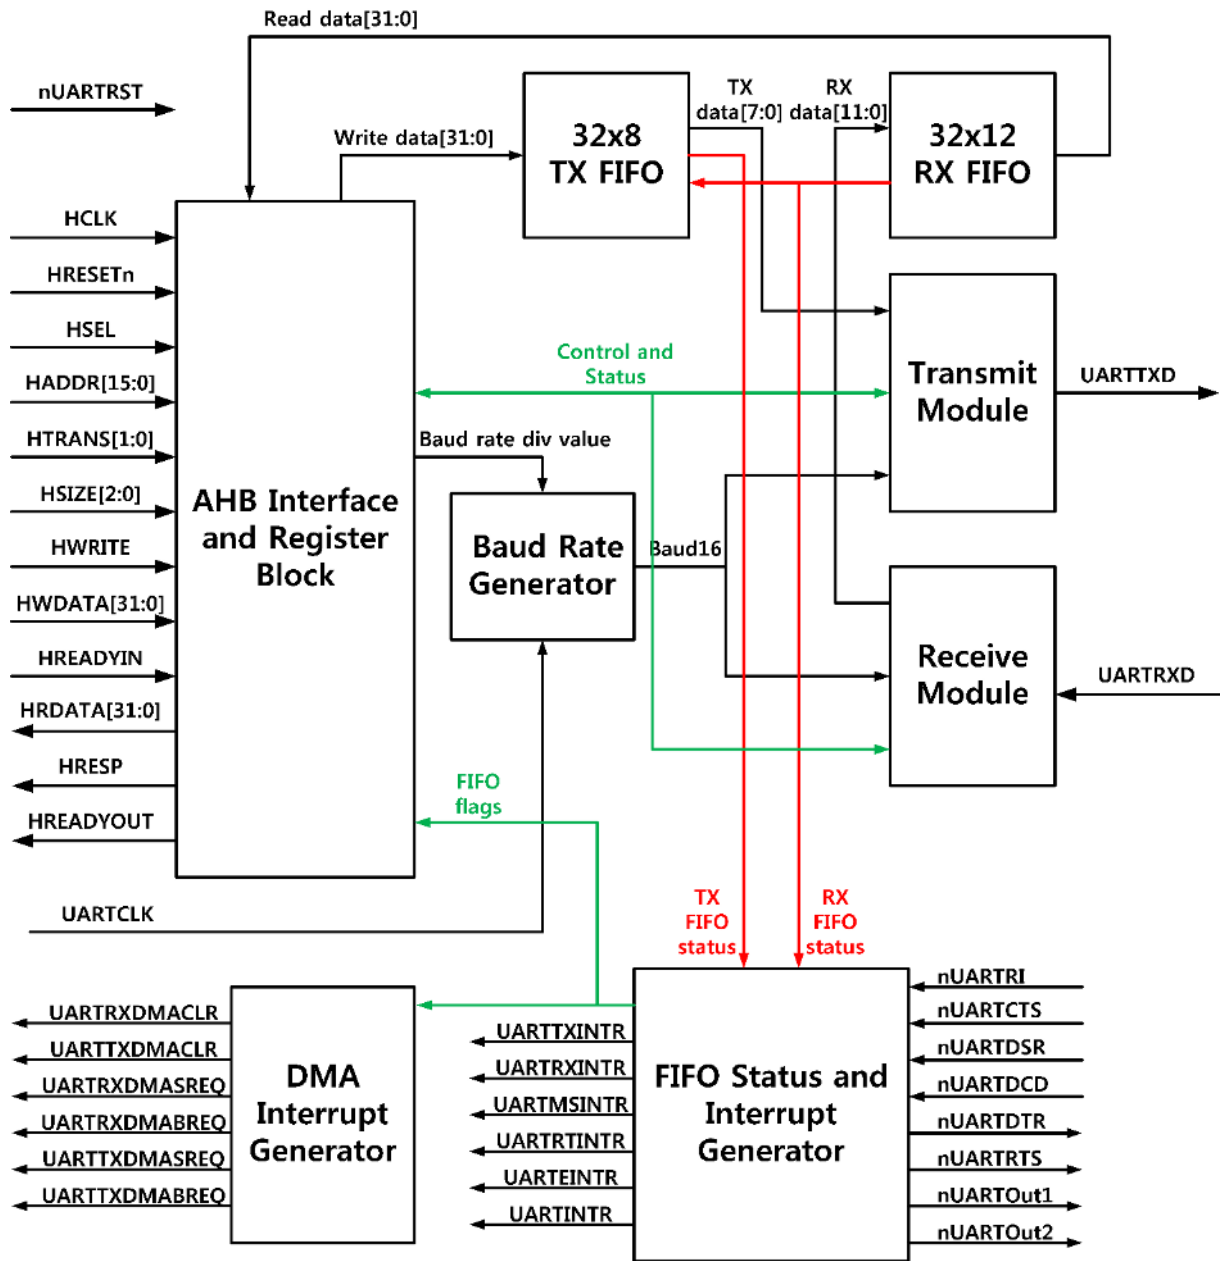 Read data[31:0]
nUARTRST
Write data[31:0]
32x8
TX FIFO
TX
data[7:0]
RX
data[11:0]
32x12
RX FIFO
HCLK
HRESETn
HSEL
HADDR[15:0]
HTRANS[1:0]
HSIZE[2:0]
HWRITE
HWDATA[31:0]
HREADYIN
HRDATA[31:0]
HRESP
HREADYOUT
UARTCLK
AHB Interface
and Register
Block
Control and
Status
Baud rate div value
Baud Rate
Generator
Baud16
Transmit
Module
UARTTXD
Receive
Module
UARTRXD
FIFO
flags
TX
FIFO
status
RX
FIFO
status
UARTRXDMACLR
UARTTXDMACLR
UARTRXDMASREQ
UARTRXDMABREQ
UARTTXDMASREQ
UARTTXDMABREQ
DMA
Interrupt
Generator
UARTTXINTR
UARTRXINTR
UARTMSINTR
UARTRTINTR
UARTEINTR
UARTINTR
FIFO Status and
Interrupt
Generator
nUARTRI
nUARTCTS
nUARTDSR
nUARTDCD
nUARTDTR
nUARTRTS
nUARTOut1
nUARTOut2